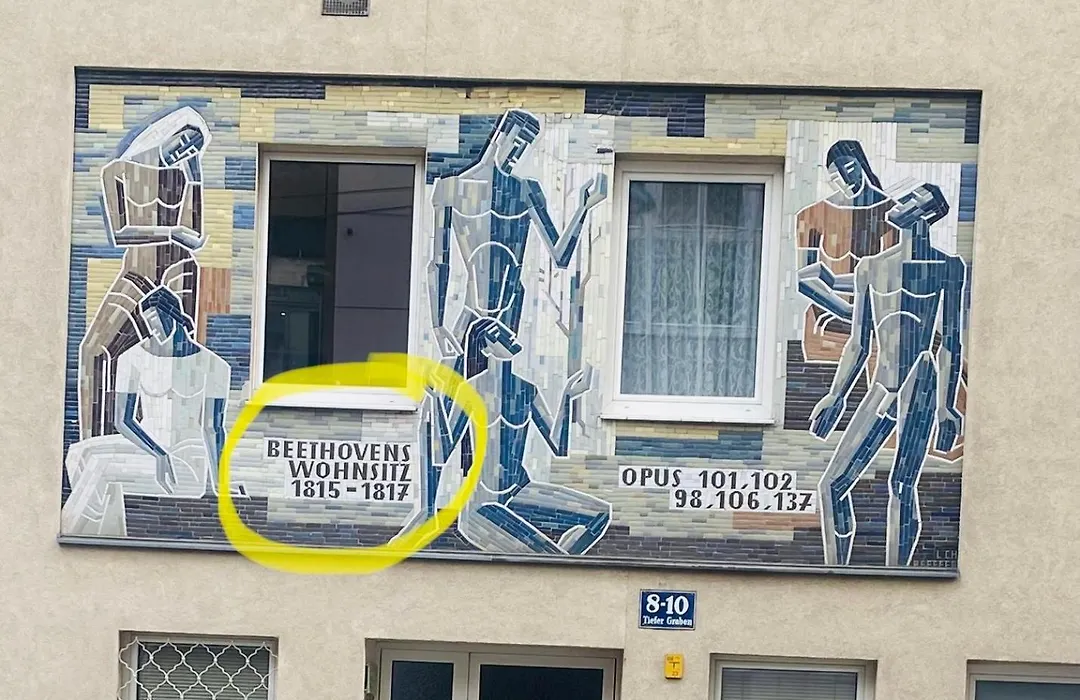 BEETHOVENS
WOHNSITZ
1815-1817
OPUS 101,102
98,106,137
8-10
Tiefer Graben